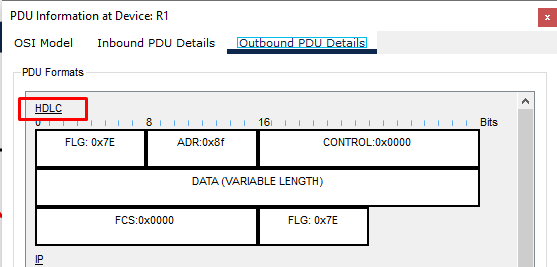 PDU Information at Device: R1
x
OSI Model Inbound PDU Details Outbound PDU Details
PDU Formats
HDLC
0 8 16 Bits
FLG: 0x7E ADR:0x8f CONTROL:0x0000
DATA (VARIABLE LENGTH)
FCS:0x0000 FLG: 0x7E
IP